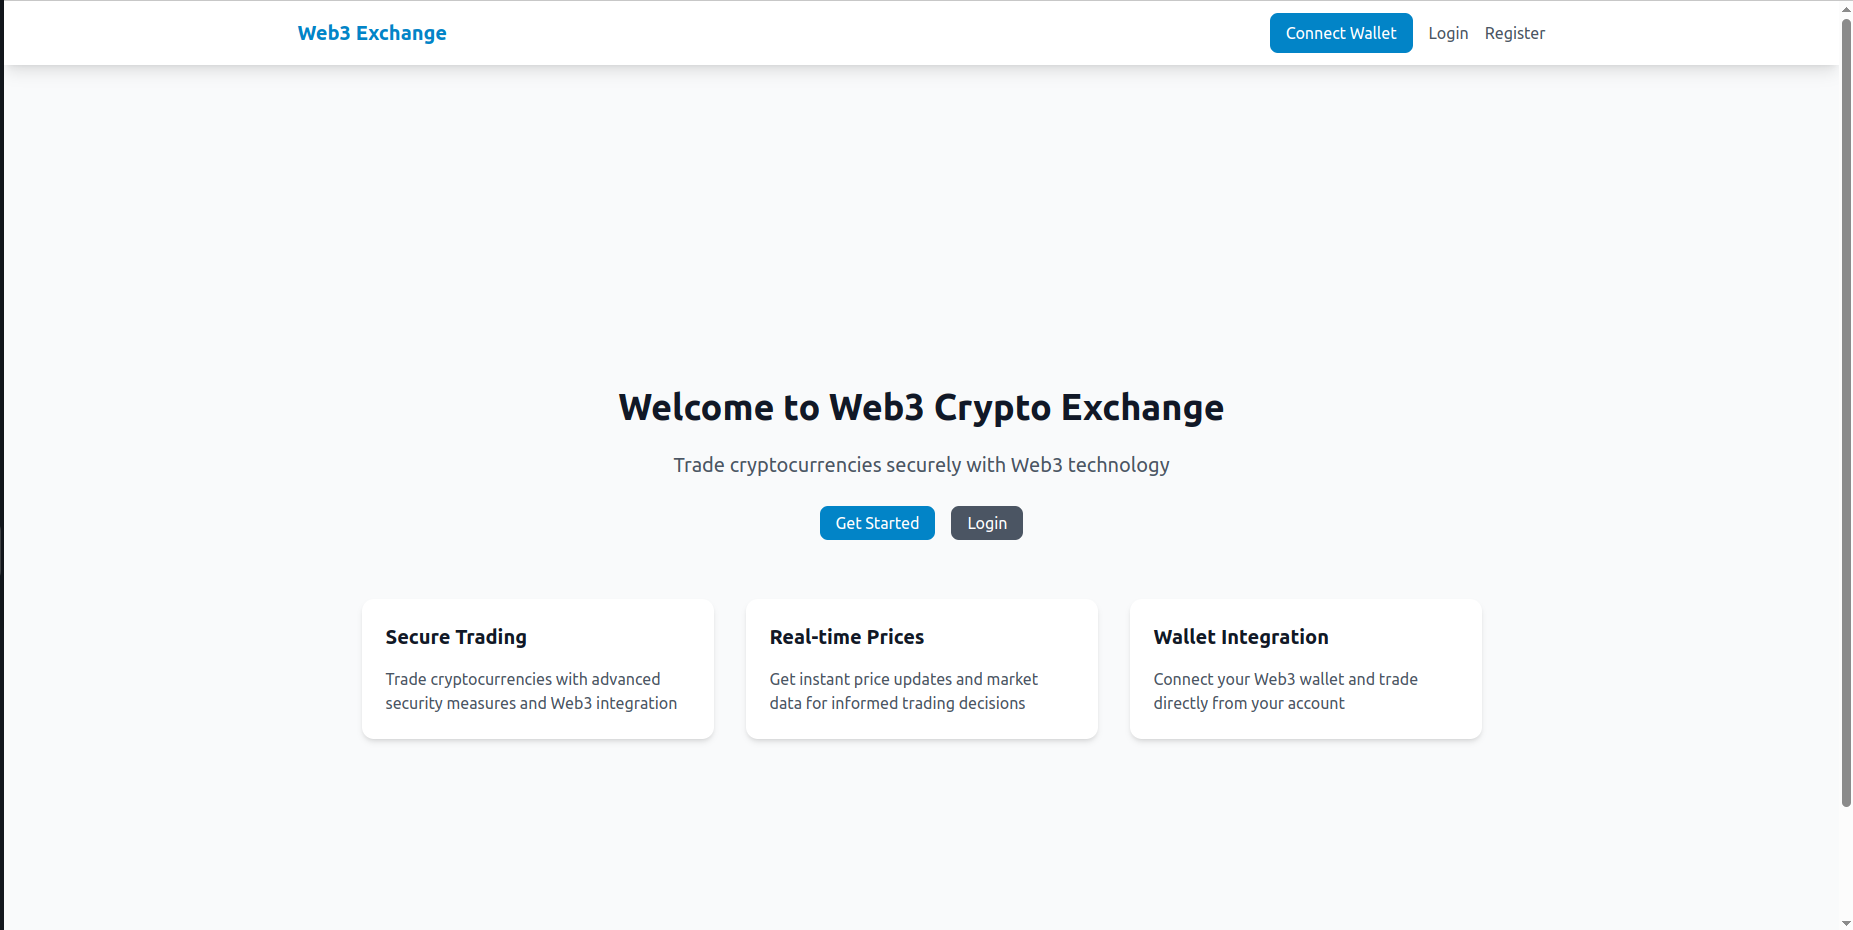 Web3 Exchange
Connect Wallet
Login
Register
Welcome to Web3 Crypto Exchange
Trade cryptocurrencies securely with Web3 technology
Get Started
Login
Secure Trading
Trade cryptocurrencies with advanced
security measures and Web3 integration
Real-time Prices
Get instant price updates and market
data for informed trading decisions
Wallet Integration
Connect your Web3 wallet and trade
directly from your account